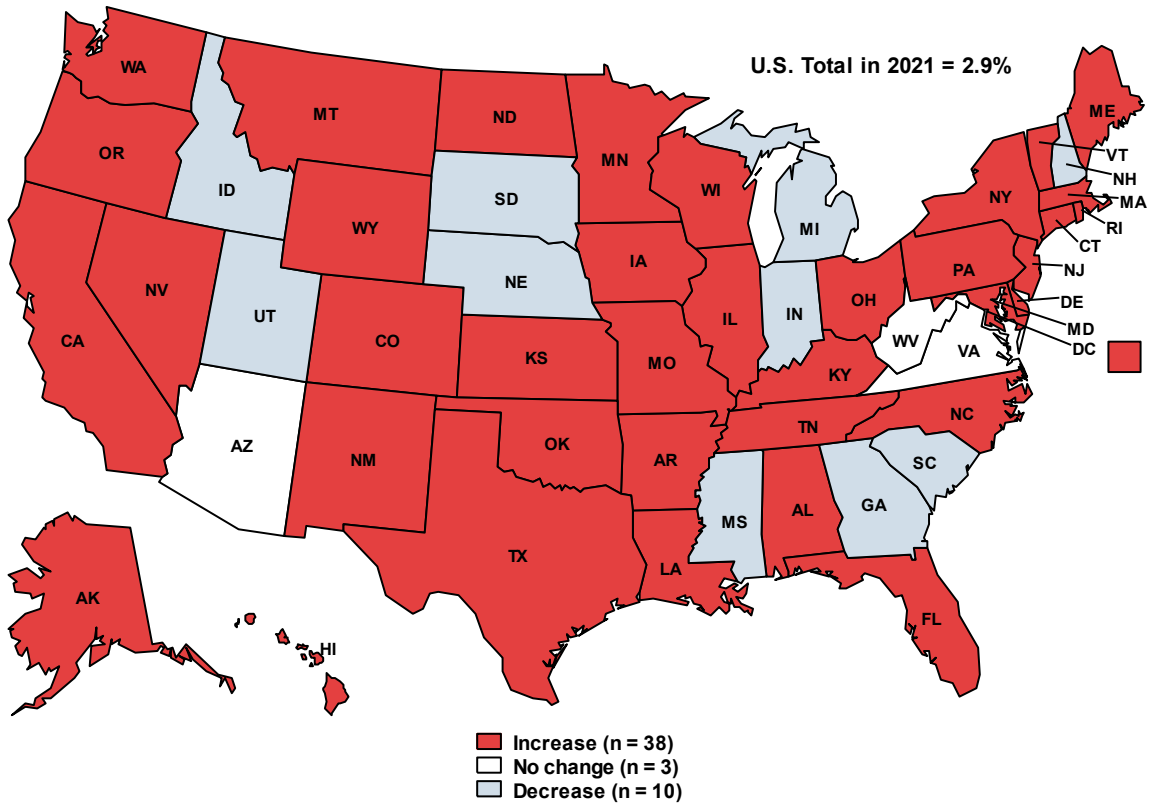 U.S. Total in 2021 = 2.9%
WA
MT
ND
ME
OR
MN
VT
ID
SD
WI
NY
NH
MA
WY
MI
RI
CT
IA
NV
NE
PA
NJ
UT
OH
DE
IL
IN
MD
CA
CO
KS
MO
WV
VA
DC
KY
NC
AZ
OK
TN
NM
AR
SC
MS
AL
GA
TX
LA
AK
FL
HI
Increase (n = 38)
No change (n = 3)
Decrease (n = 10)